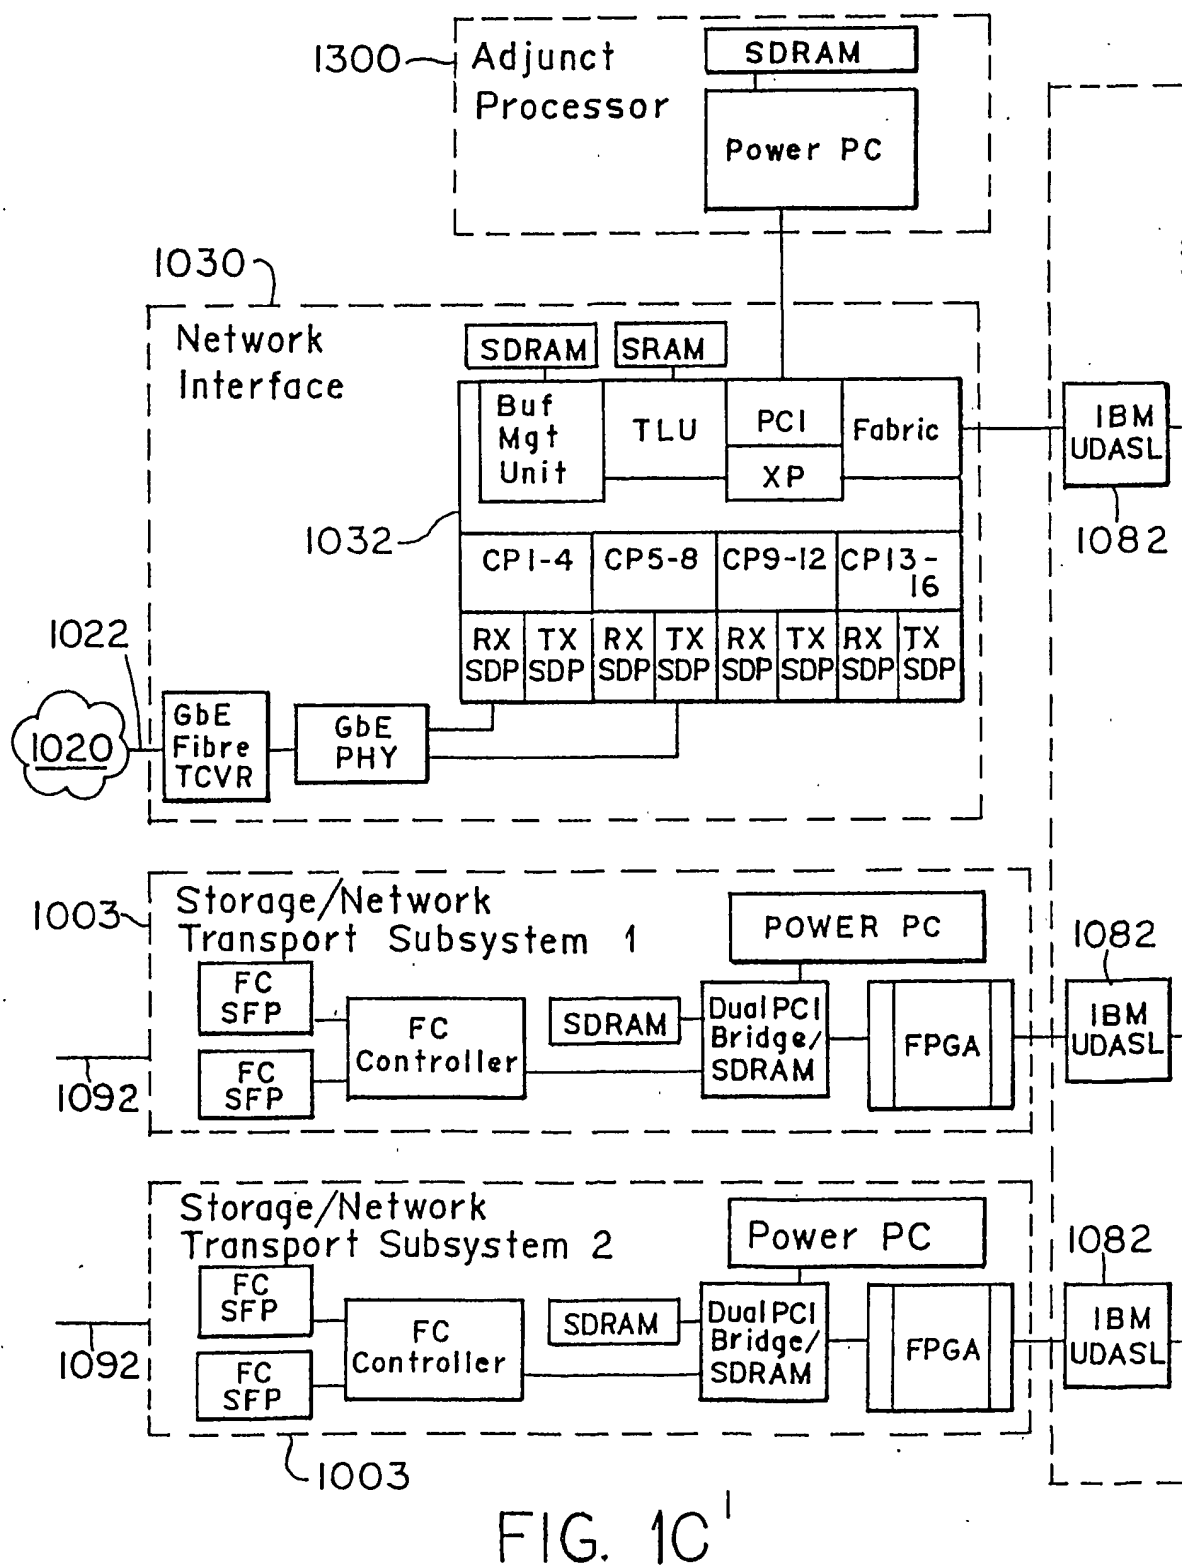 1300
Adjunct
Processor
SDRAM
Power PC
1030
Network
Interface
SDRAM
SRAM
Buf
Mgt
Unit
TLU
PCI
XP
Fabric
IBM
UDASL
1082
1032
CP1-4
CP5-8
CP9-12
CP13-
16
RX
SDP
TX
SDP
RX
SDP
TX
SDP
RX
SDP
TX
SDP
RX
SDP
TX
SDP
1022
1020
GbE
Fibre
TCVR
GbE
PHY
1003
Storage/Network
Transport Subsystem 1
POWER PC
1082
FC
SFP
FC
Controller
SDRAM
Dual PCI
Bridge/
SDRAM
FPGA
IBM
UDASL
1092
FC
SFP
Storage/Network
Transport Subsystem 2
Power PC
1082
FC
SFP
FC
Controller
SDRAM
Dual PCI
Bridge/
SDRAM
FPGA
IBM
UDASL
1092
FC
SFP
1003
FIG. 1C'